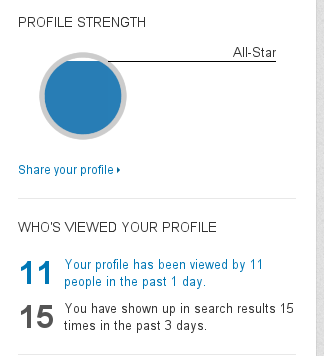 PROFILE STRENGTH
All-Star
Share your profile
WHO'S VIEWED YOUR PROFILE
11 Your profile has been viewed by 11
people in the past 1 day.
15 You have shown up in search results 15
times in the past 3 days.